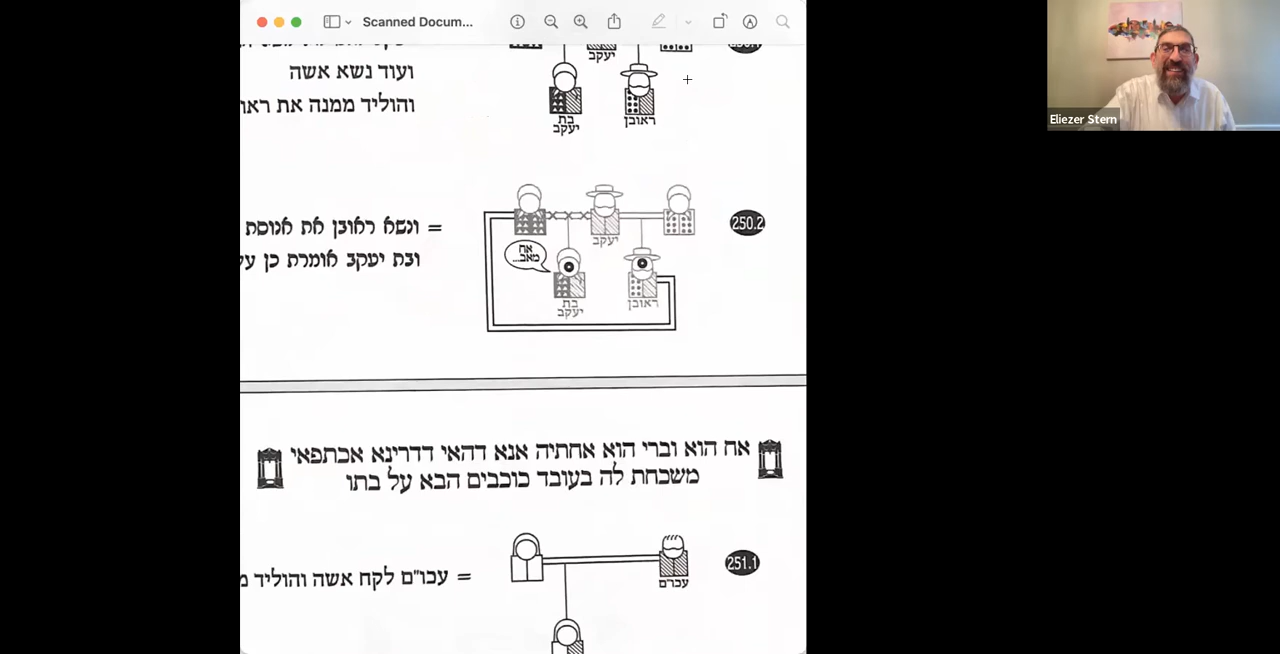 Scanned Docum...
Eliezer Stern
יעקב
ועוד נשא אשה
והוליד ממנה את ראו
בת
יעקב
ראובן
250.2
= ונשא ראובן את אנוסת
ובת יעקב אומרת כן
יעקב
אח
מאב...
בת
יעקב
ראובן
אח הוא וברי הוא אחתיה אנא דהאי דדרינא אכתפאי
משכחת לה בעובד כוכבים הבא על בתו
251.1
= עכו"ם לקח אשה והוליד
עכו"ם